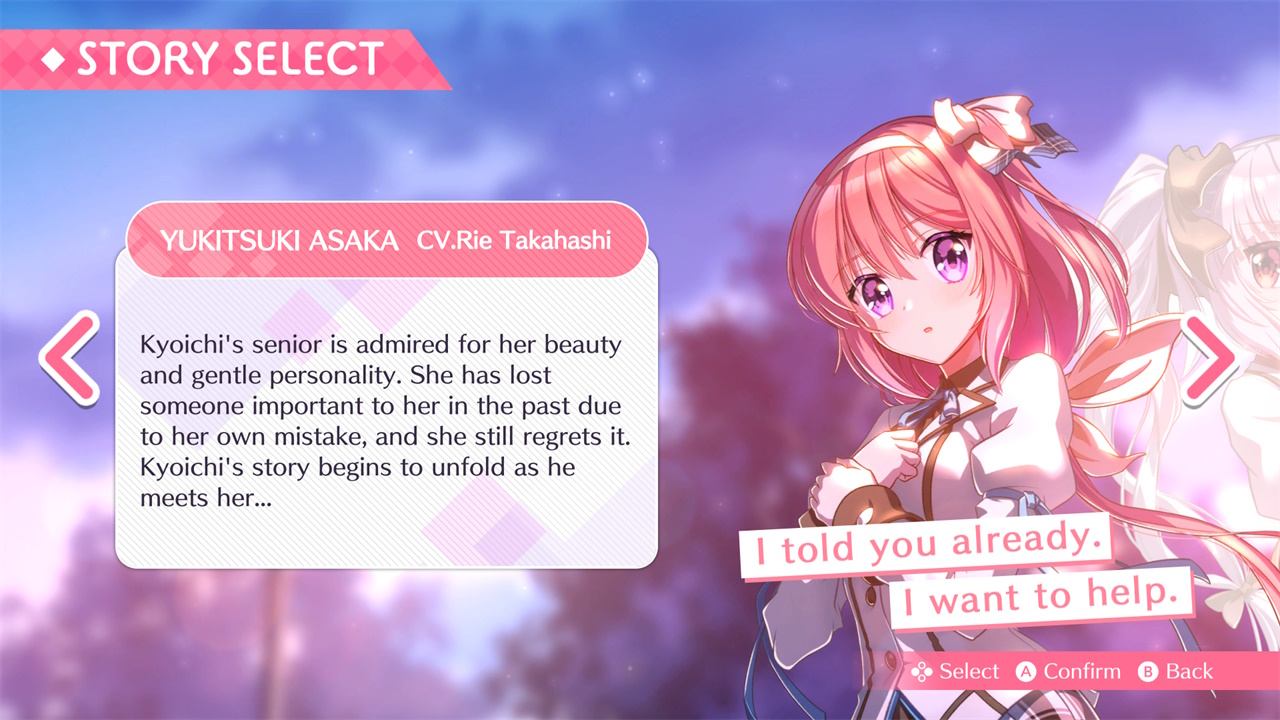 STORY SELECT
YUKITSUKI ASAKA CV.Rie Takahashi
Kyoichi's senior is admired for her beauty
and gentle personality. She has lost
someone important to her in the past due
to her own mistake, and she still regrets it.
Kyoichi's story begins to unfold as he
meets her...
I told you already.
I want to help.
Select A Confirm B Back